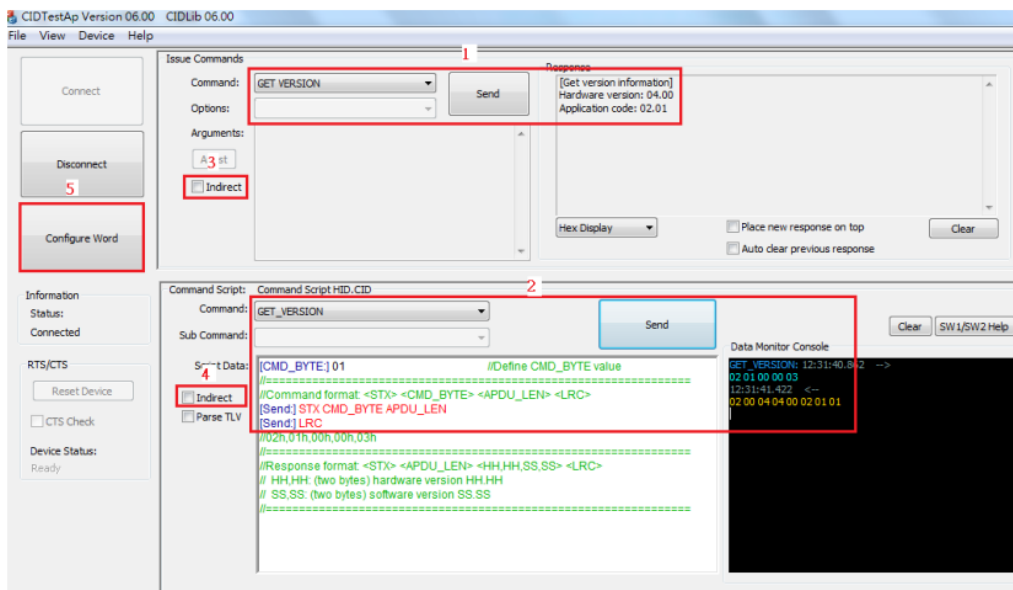 CIDTestAp Version 06.00 CIDLib 06.00
File View Device Help
1
Issue Commands
Response
Connect
Command:
GET VERSION
Send
[Get version information]
Hardware version: 04.00
Application code: 02.01
Options:
Arguments:
3
Disconnect
Indirect
5
Configure Word
Hex Display
Place new response on top
Auto clear previous response
Clear
2
Command Script: Command Script HID.CID
Information
Status:
Connected
Command:
GET_VERSION
Send
Clear
SW1/SW2 Help
Sub Command:
Data Monitor Console
RTS/CTS
Reset Device
CTS Check
Device Status:
Ready
Script Data:
4
Indirect
Parse TLV
[CMD_BYTE:] 01 //Define CMD_BYTE value
//================================================================
//Command format: <STX> <CMD_BYTE> <APDU_LEN> <LRC>
[Send:] STX CMD_BYTE APDU_LEN
[Send:] LRC
//02h,01h,00h,00h,03h
//================================================================
//Response format: <STX> <APDU_LEN> <HH,HH,SS,SS> <LRC>
// HH,HH: (two bytes) hardware version HH.HH
// SS,SS: (two bytes) software version SS.SS
//================================================================
GET_VERSION: 12:31:40.862 -->
02 01 00 00 03
12:31:41.422 <--
02 00 04 04 00 02 01 01